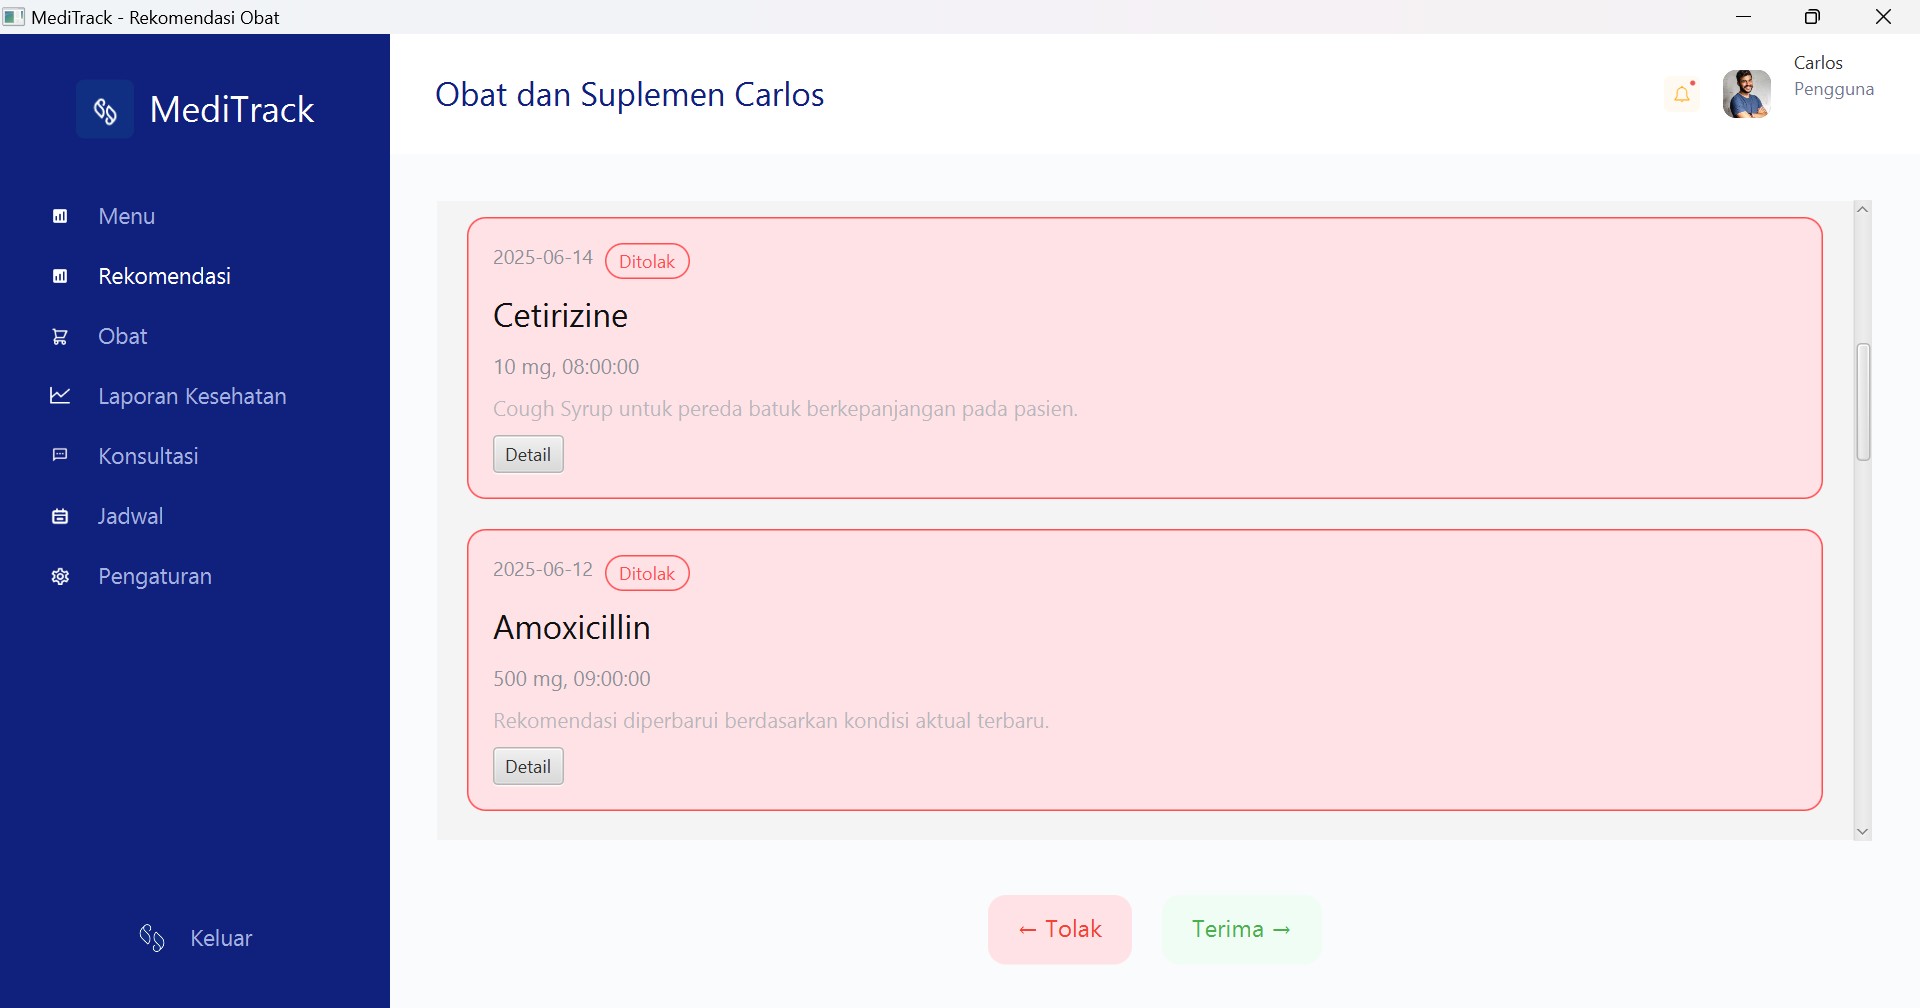 MediTrack - Rekomendasi Obat
MediTrack
Menu
Rekomendasi
Obat
Laporan Kesehatan
Konsultasi
Jadwal
Pengaturan
Keluar
Obat dan Suplemen Carlos
Carlos
Pengguna
2025-06-14 Ditolak
Cetirizine
10 mg, 08:00:00
Cough Syrup untuk pereda batuk berkepanjangan pada pasien.
Detail
2025-06-12 Ditolak
Amoxicillin
500 mg, 09:00:00
Rekomendasi diperbarui berdasarkan kondisi aktual terbaru.
Detail
← Tolak
Terima →